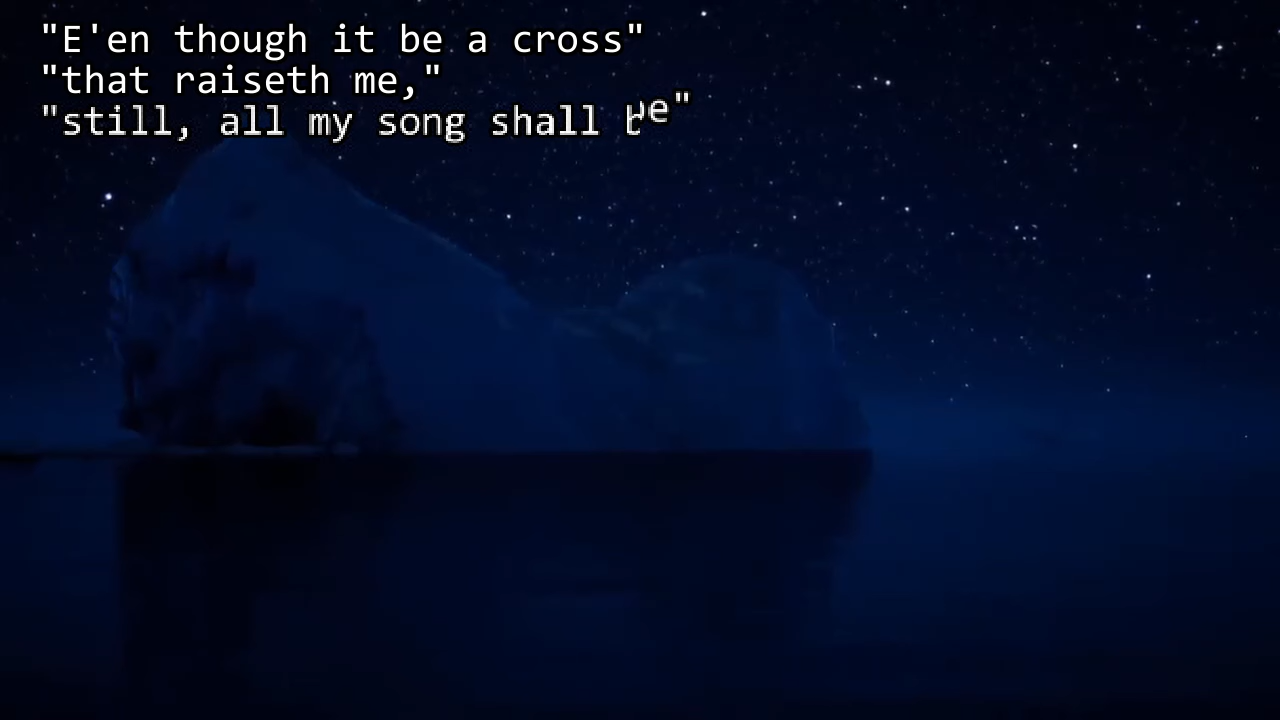 "E'en though it be a cross"
"that raiseth me,"
"still, all my song shall be"